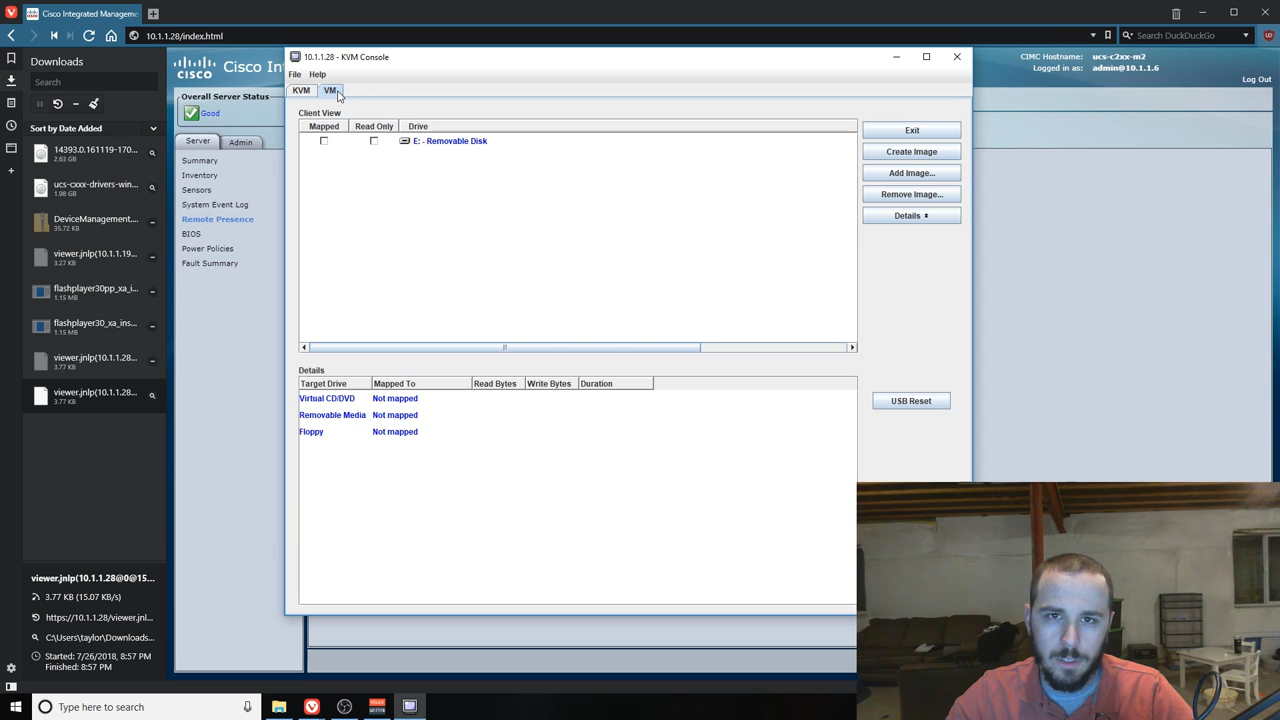 Cisco Integrated Manageme
10.1.1.28/index.html
Search DuckDuckGo
Downloads
Search
Sort by Date Added
14393.0.161119-170...
2.63 GB
ucs-cxxx-drivers-win...
1.98 GB
DeviceManagement....
35.72 KB
viewer.jnlp(10.1.1.19...
3.27 KB
flashplayer30pp_xa_i...
1.15 MB
flashplayer30_xa_ins...
1.15 MB
viewer.jnlp(10.1.1.28...
3.77 KB
viewer.jnlp(10.1.1.28...
3.77 KB
viewer.jnlp(10.1.1.28@0@15...
3.77 KB (15.07 KB/s)
https://10.1.1.28/viewer.jnl...
C:\Users\taylor\Downloads...
Started: 7/26/2018, 8:57 PM
Finished: 8:57 PM
CISCO
Cisco Int
CIMC Hostname: ucs-c2xx-m2
Logged in as: admin@10.1.1.6
Log Out
Overall Server Status
Good
Server
Admin
Summary
Inventory
Sensors
System Event Log
Remote Presence
BIOS
Power Policies
Fault Summary
10.1.1.28 - KVM Console
File Help
KVM VM
Client View
Mapped Read Only Drive
E: - Removable Disk
Exit
Create Image
Add Image...
Remove Image...
Details
Details
Target Drive Mapped To Read Bytes Write Bytes Duration
Virtual CD/DVD Not mapped
Removable Media Not mapped
Floppy Not mapped
USB Reset
Type here to search